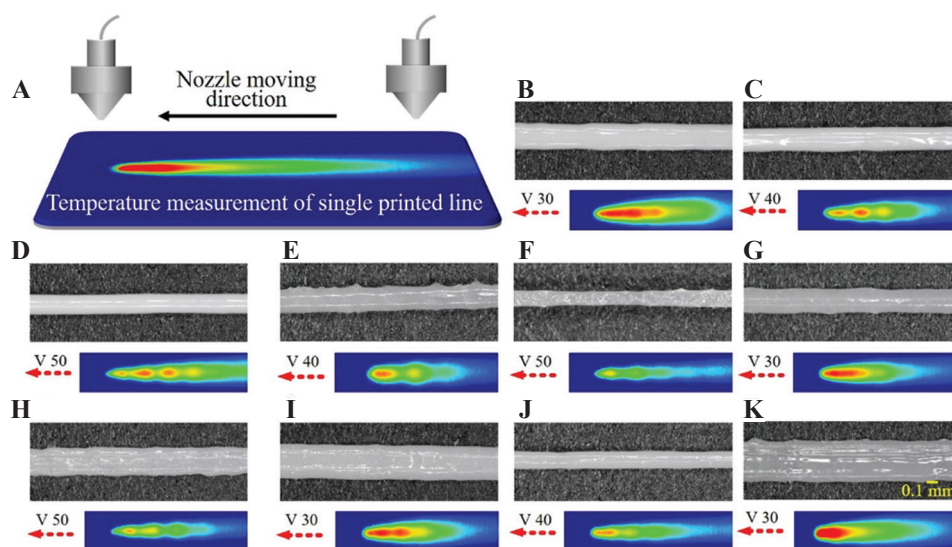 A
Nozzle moving
direction
Temperature measurement of single printed line
B
V 30
C
V 40
D
V 50
E
V 40
F
V 50
G
V 30
H
V 50
I
V 30
J
V 40
K
0.1 mm
V 30